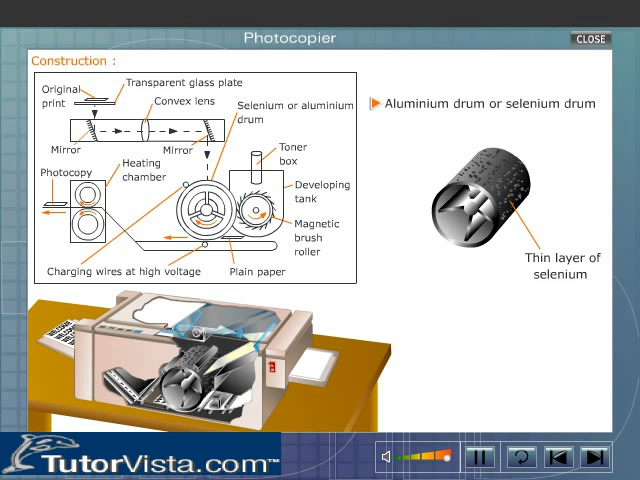 Photocopier
CLOSE
Construction :
Original
print
Transparent glass plate
Convex lens
Selenium or aluminium
drum
Mirror
Mirror
Toner
box
Heating
chamber
Photocopy
Developing
tank
Magnetic
brush
roller
Charging wires at high voltage
Plain paper
Aluminium drum or selenium drum
Thin layer of
selenium
WELCOME
TutorVista.com™